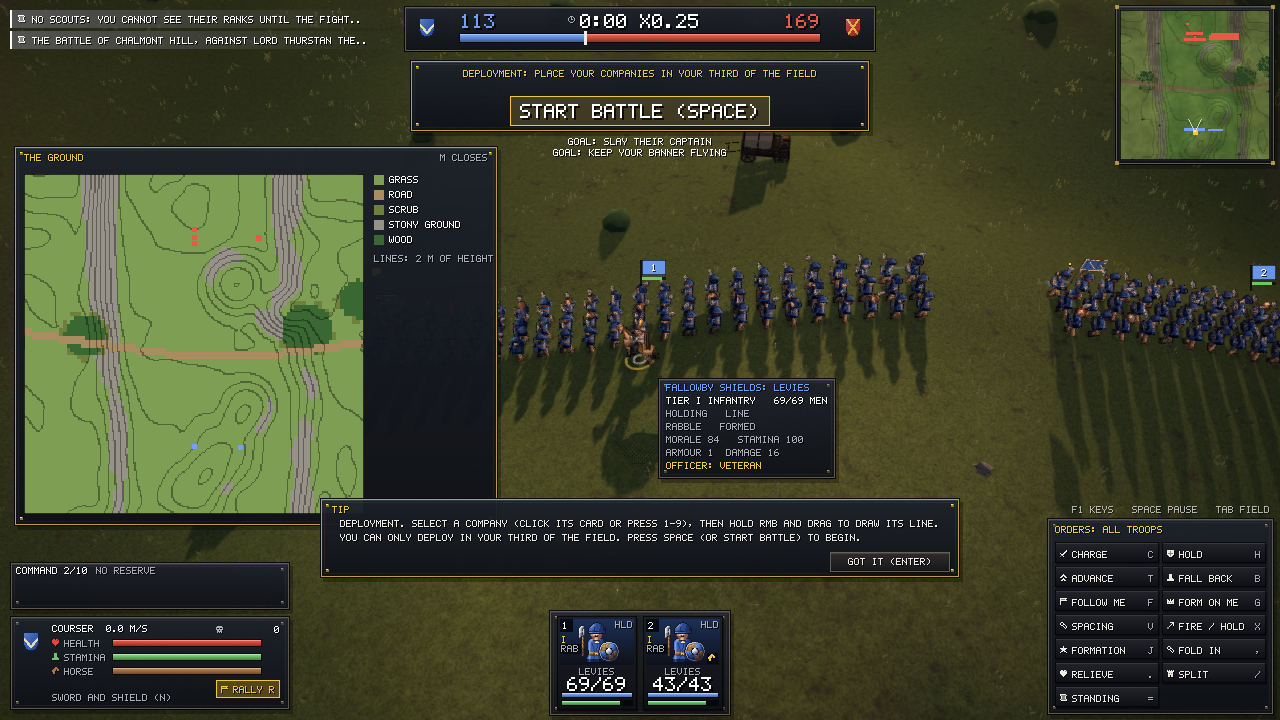 NO SCOUTS: YOU CANNOT SEE THEIR RANKS UNTIL THE FIGHT..
THE BATTLE OF CHALMONT HILL, AGAINST LORD THURSTAN THE..
113
0:00 X0.25
169
DEPLOYMENT: PLACE YOUR COMPANIES IN YOUR THIRD OF THE FIELD
START BATTLE (SPACE)
GOAL: SLAY THEIR CAPTAIN
GOAL: KEEP YOUR BANNER FLYING
THE GROUND
M CLOSES
GRASS
ROAD
SCRUB
STONY GROUND
WOOD
LINES: 2 M OF HEIGHT
1
2
FALLOWBY SHIELDS: LEVIES
TIER I INFANTRY 69/69 MEN
HOLDING LINE
RABBLE FORMED
MORALE 84 STAMINA 100
ARMOUR 1 DAMAGE 16
OFFICER: VETERAN
TIP
DEPLOYMENT. SELECT A COMPANY (CLICK ITS CARD OR PRESS 1-9), THEN HOLD RMB AND DRAG TO DRAW ITS LINE.
YOU CAN ONLY DEPLOY IN YOUR THIRD OF THE FIELD. PRESS SPACE (OR START BATTLE) TO BEGIN.
GOT IT (ENTER)
F1 KEYS SPACE PAUSE TAB FIELD
ORDERS: ALL TROOPS
CHARGE C
HOLD H
ADVANCE T
FALL BACK B
FOLLOW ME F
FORM ON ME G
SPACING V
FIRE / HOLD X
FORMATION J
FOLD IN ,
RELIEVE .
SPLIT /
STANDING =
COMMAND 2/10 NO RESERVE
COURSER 0.0 M/S 0
HEALTH
STAMINA
HORSE
SWORD AND SHIELD (N)
RALLY R
1 HLD
I
RAB
LEVIES
69/69
2 HLD
I
RAB
LEVIES
43/43